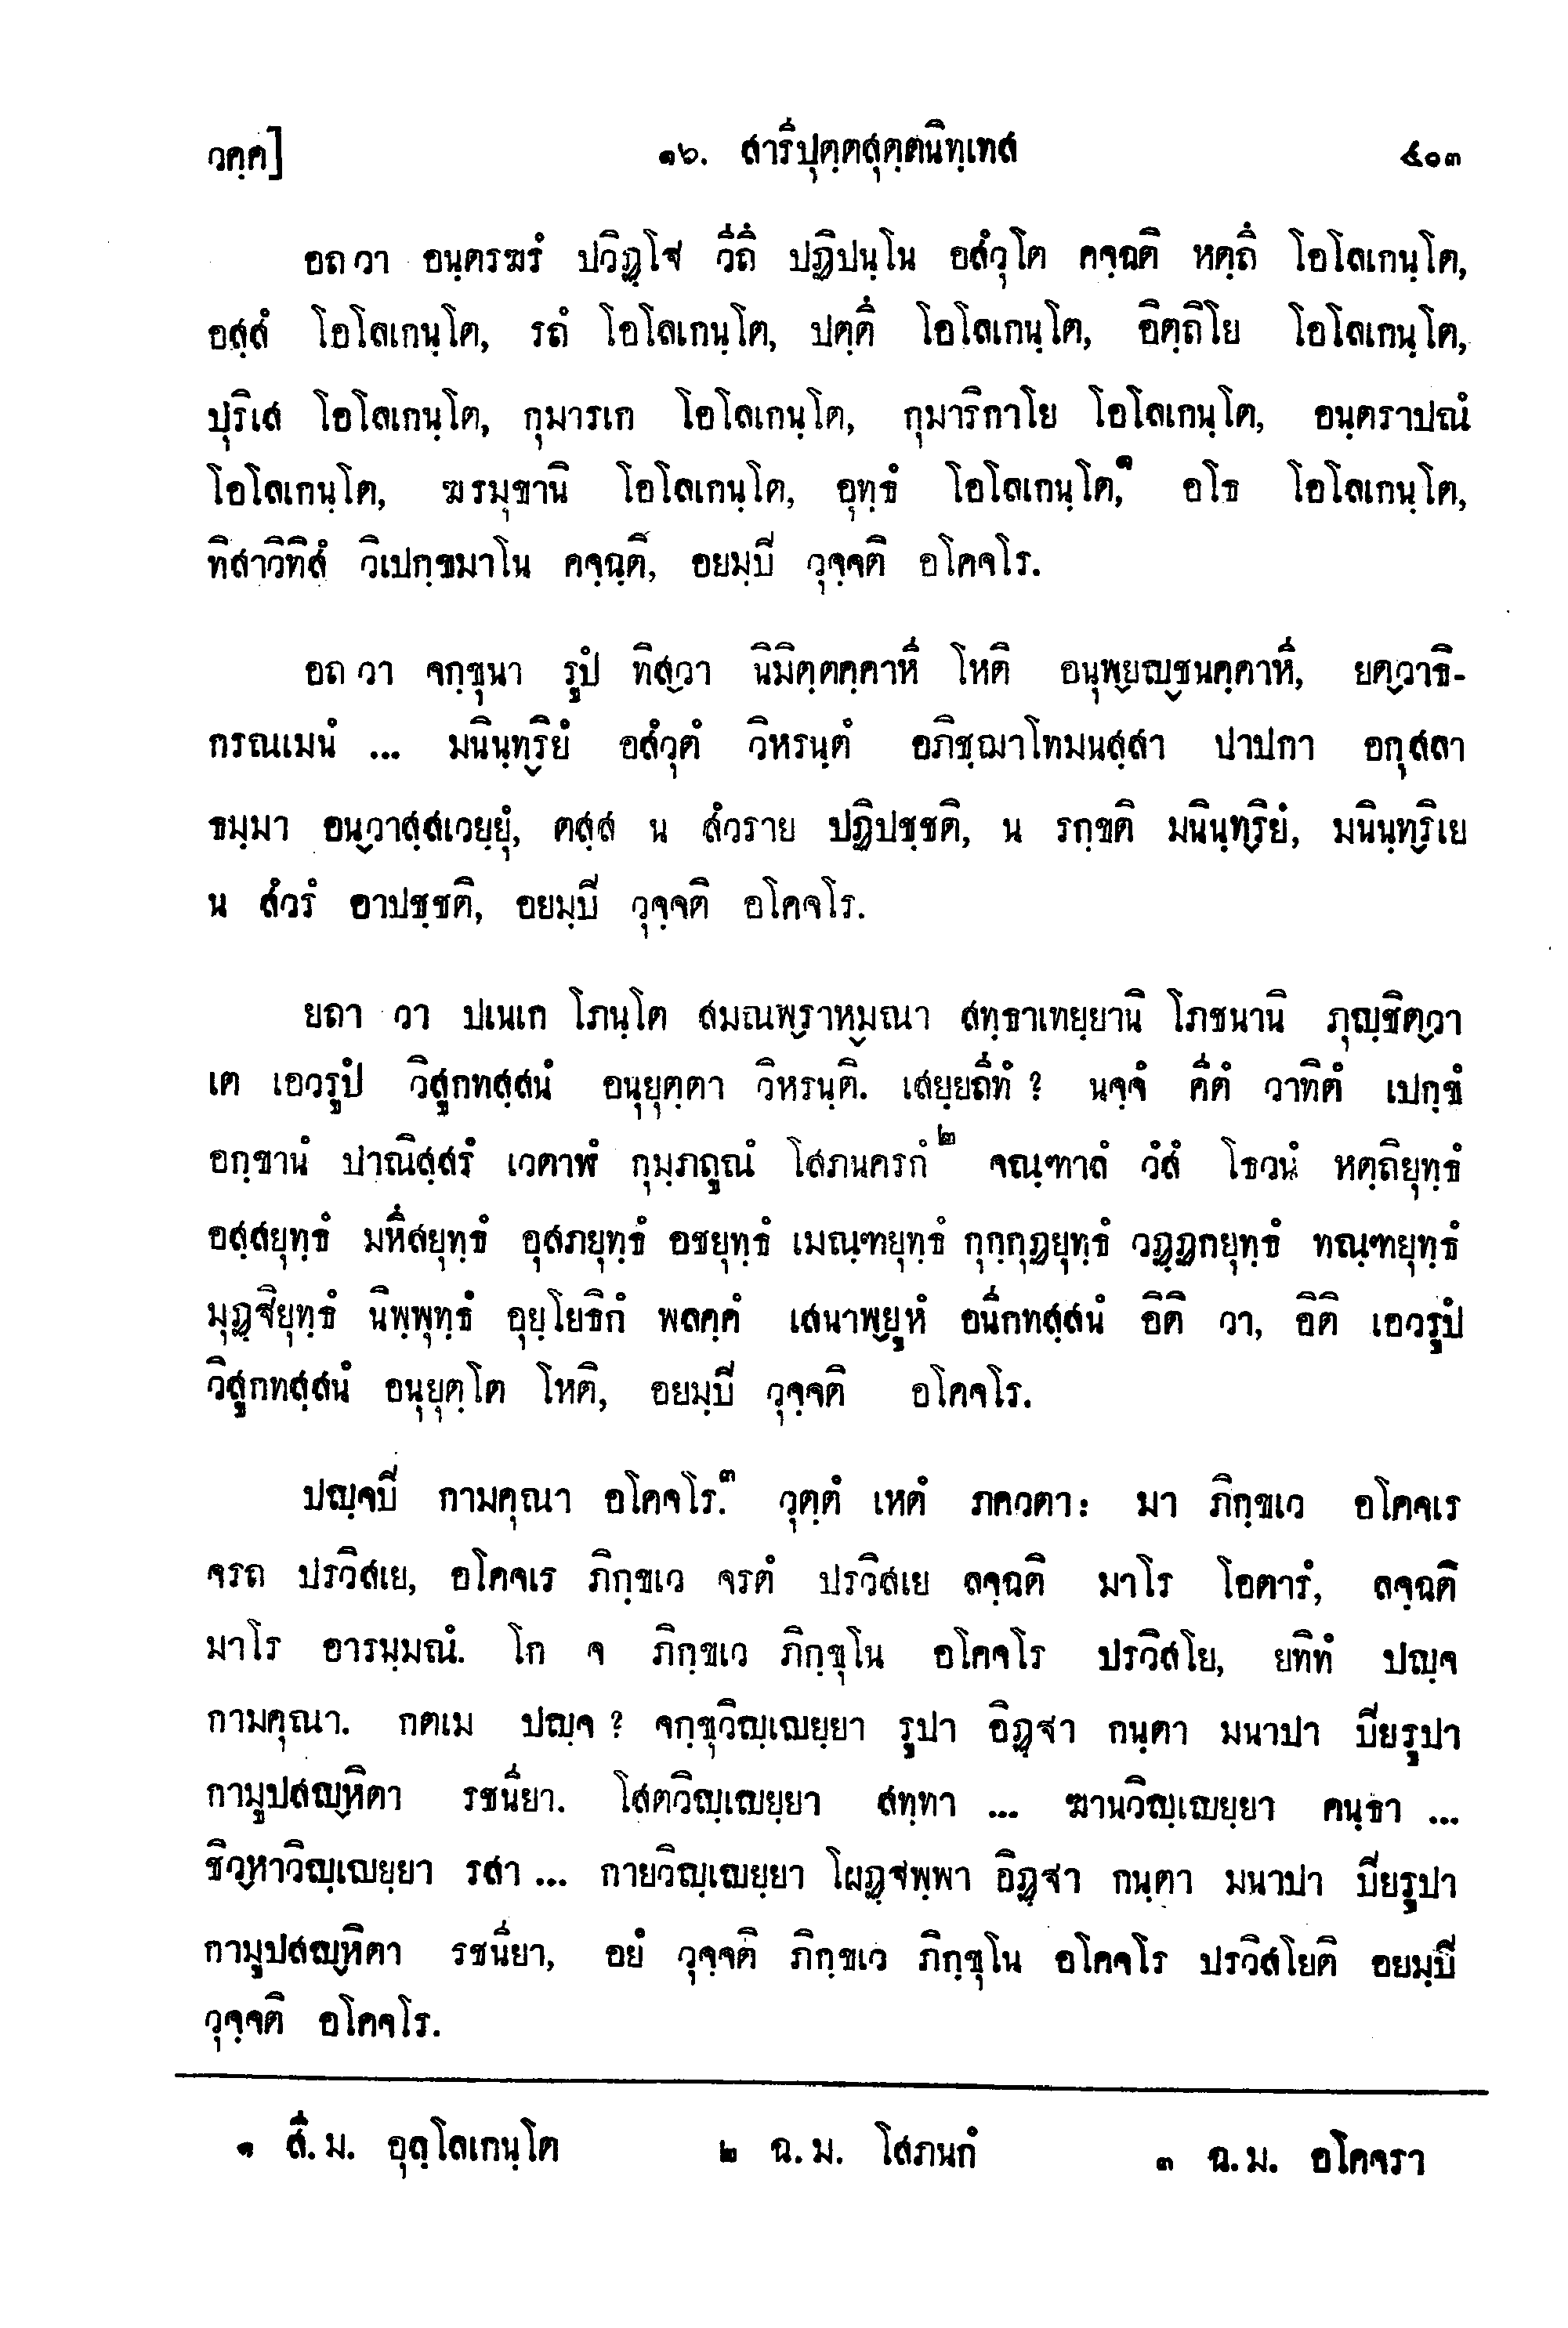 วคฺค]
๑๖. สารีปุตฺตสุตฺตนิทฺเทส
๕๐๓
อถ วา อนฺตรฆรํ ปวิฏฺโฐ วีถึ ปฏิปนฺโน อสํวุโต คจฺฉติ หตฺถึ โอโลเกนฺโต,
อสฺสํ โอโลเกนฺโต, รถํ โอโลเกนฺโต, ปตฺตึ โอโลเกนฺโต, อิตฺถิโย โอโลเกนฺโต,
ปุริเส โอโลเกนฺโต, กุมารเก โอโลเกนฺโต, กุมาริกาโย โอโลเกนฺโต, อนฺตราปณํ
โอโลเกนฺโต, ฆรมุขานิ โอโลเกนฺโต, อุทฺธํ โอโลเกนฺโต,๑ อโธ โอโลเกนฺโต,
ทิสาวิทิสํ วิเปกฺขมาโน คจฺฉติ, อยมฺปิ วุจฺจติ อโคจโร.
อถ วา จกฺขุนา รูปํ ทิสฺวา นิมิตฺตคฺคาหี โหติ อนุพฺยญฺชนคฺคาหี, ยตฺวาธิ-
กรณเมนํ ... มนินฺทฺริยํ อสํวุตํ วิหรนฺตํ อภิชฺฌาโทมนสฺสา ปาปกา อกุสลา
ธมฺมา อนฺวาสฺสเวยฺยุํ, ตสฺส น สํวราย ปฏิปชฺชติ, น รกฺขติ มนินฺทฺริยํ, มนินฺทฺริเย
น สํวรํ อาปชฺชติ, อยมฺปิ วุจฺจติ อโคจโร.
ยถา วา ปเนเก โภนฺโต สมณพฺราหฺมณา สทฺธาเทยฺยานิ โภชนานิ ภุญฺชิตฺวา
เต เอวรูปํ วิสูกทสฺสนํ อนุยุตฺตา วิหรนฺติ. เสยฺยถีทํ ? นจฺจํ คีตํ วาทิตํ เปกฺขํ
อกฺขานํ ปาณิสฺสรํ เวตาฬํ กุมฺภถูณํ โสภนครกํ๒ จณฺฑาลํ วํสํ โธวนํ หตฺถิยุทฺธํ
อสฺสยุทฺธํ มหิสยุทฺธํ อุสภยุทฺธํ อชยุทฺธํ เมณฺฑยุทฺธํ กุกฺกุฏยุทฺธํ วฏฺฏกยุทฺธํ ทณฺฑยุทฺธํ
มุฏฺฐิยุทฺธํ นิพฺพุทฺธํ อุยฺโยธิกํ พลคฺคํ เสนาพฺยูหํ อนีกทสฺสนํ อิติ วา, อิติ เอวรูปํ
วิสูกทสฺสนํ อนุยุตฺโต โหติ, อยมฺปิ วุจฺจติ อโคจโร.
ปญฺจปิ กามคุณา อโคจโร.๓ วุตฺตํ เหตํ ภควตา: มา ภิกฺขเว อโคจเร
จรถ ปรวิสเย, อโคจเร ภิกฺขเว จรตํ ปรวิสเย ลจฺฉติ มาโร โอตารํ, ลจฺฉติ
มาโร อารมฺมณํ. โก จ ภิกฺขเว ภิกฺขุโน อโคจโร ปรวิสโย, ยทิทํ ปญฺจ
กามคุณา. กตเม ปญฺจ ? จกฺขุวิญฺเญยฺยา รูปา อิฏฺฐา กนฺตา มนาปา ปิยรูปา
กามูปสญฺหิตา รชนียา. โสตวิญฺเญยฺยา สทฺทา ... ฆานวิญฺเญยฺยา คนฺธา ...
ชิวฺหาวิญฺเญยฺยา รสา ... กายวิญฺเญยฺยา โผฏฺฐพฺพา อิฏฺฐา กนฺตา มนาปา ปิยรูปา
กามูปสญฺหิตา รชนียา, อยํ วุจฺจติ ภิกฺขเว ภิกฺขุโน อโคจโร ปรวิสโยติ อยมฺปิ
วุจฺจติ อโคจโร.
๑ สี. ม. อุลฺโลเกนฺโต
๒ ฉ. ม. โสภนกํ
๓ ฉ. ม. อโคจรา